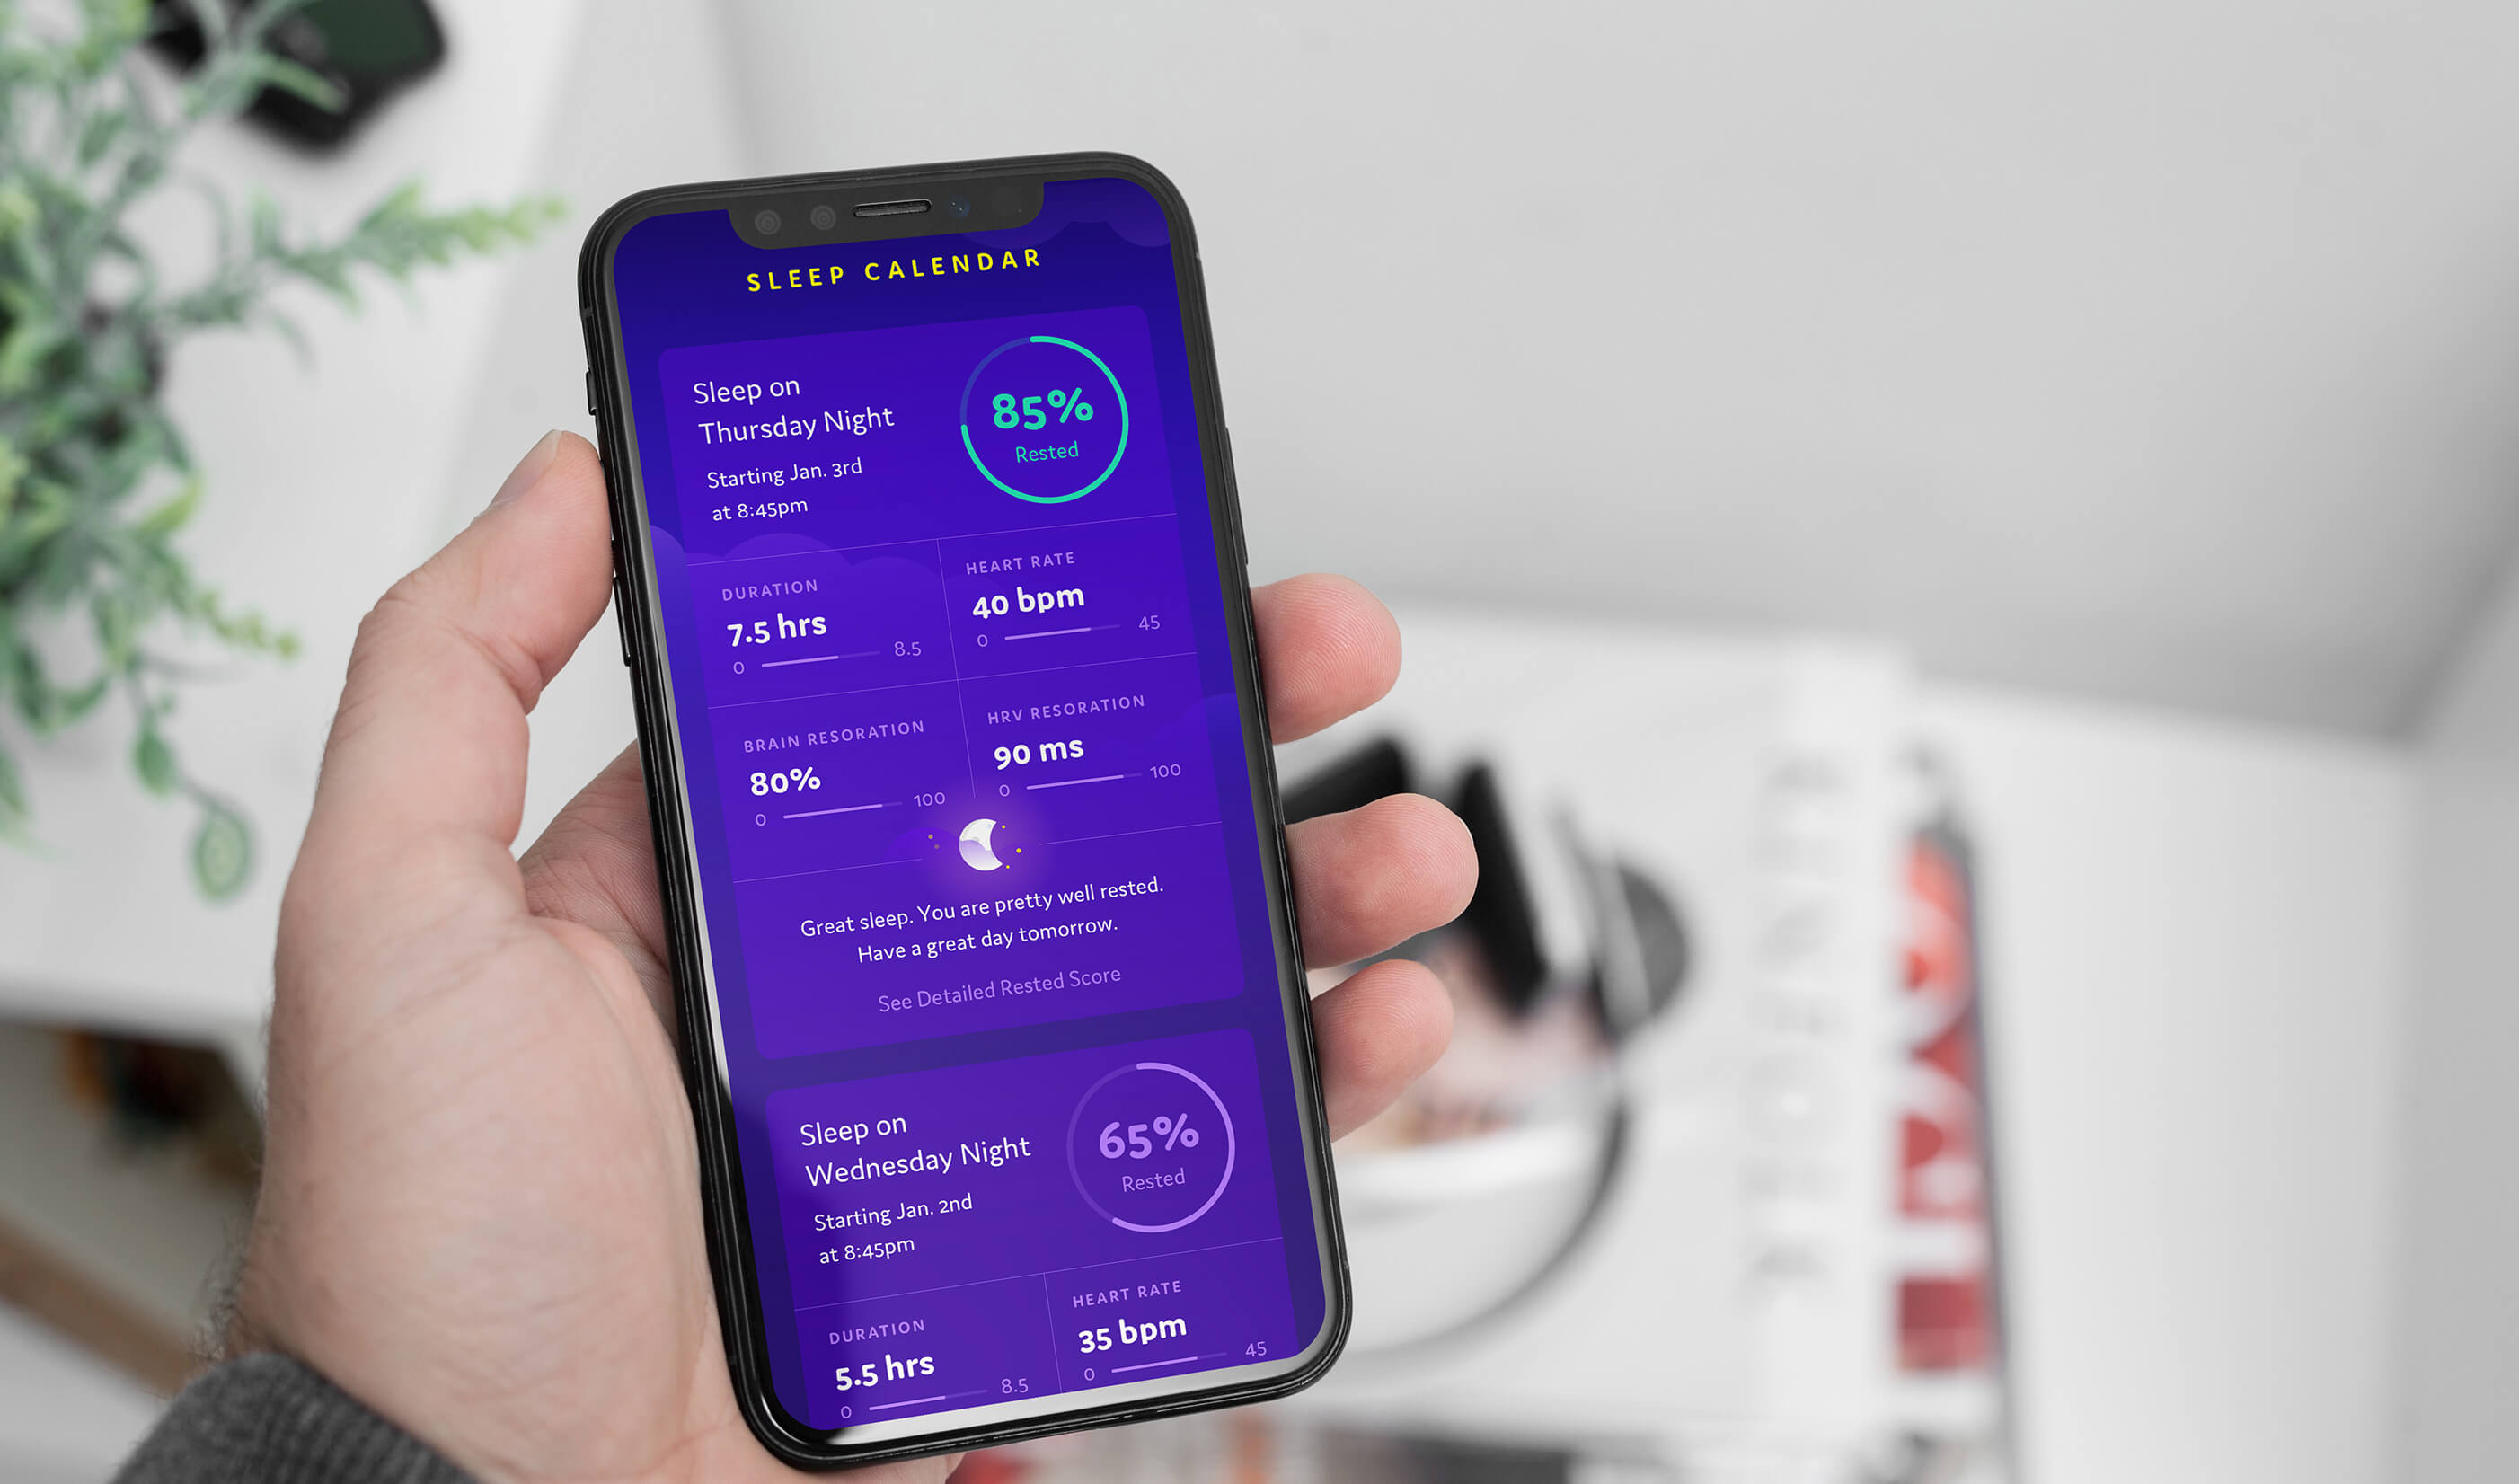 SLEEP CALENDAR
Sleep on
Thursday Night
Starting Jan. 3rd
at 8:45pm
85%
Rested
DURATION
7.5 hrs
0 8.5
HEART RATE
40 bpm
0 45
BRAIN RESORATION
80%
0 100
HRV RESORATION
90 ms
0 100
Great sleep. You are pretty well rested.
Have a great day tomorrow.
See Detailed Rested Score
Sleep on
Wednesday Night
Starting Jan. 2nd
at 8:45pm
65%
Rested
DURATION
5.5 hrs
0 8.5
HEART RATE
35 bpm
0 45